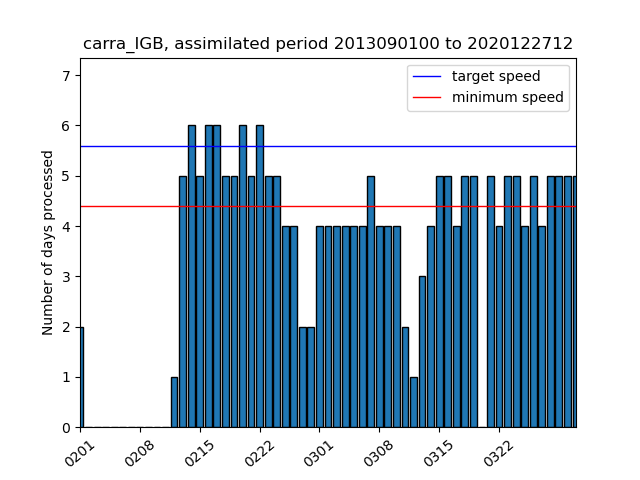 carra_IGB, assimilated period 2013090100 to 2020122712
target speed
minimum speed
Number of days processed
7
6
5
4
3
2
1
0
0201 0208 0215 0222 0301 0308 0315 0322